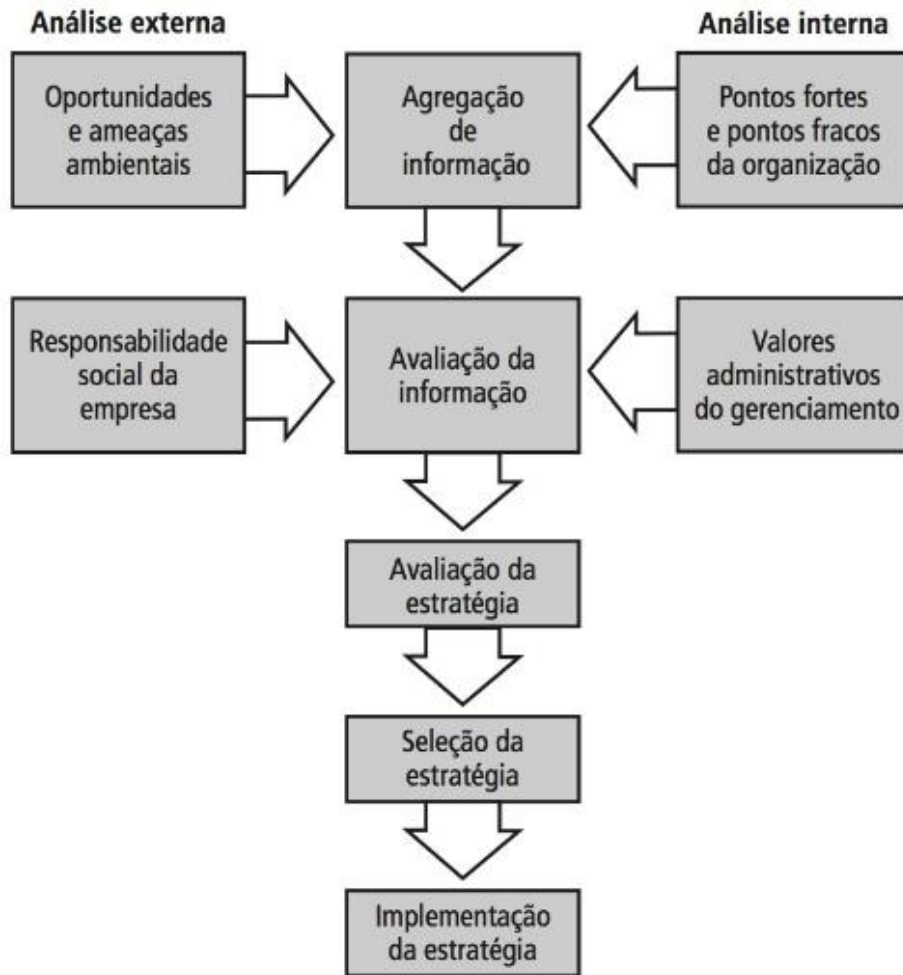 Análise externa
Análise interna
Oportunidades
e ameaças
ambientais
Agregação
de
informação
Pontos fortes
e pontos fracos
da organização
Responsabilidade
social da
empresa
Avaliação da
informação
Valores
administrativos
do gerenciamento
Avaliação da
estratégia
Seleção da
estratégia
Implementação
da estratégia